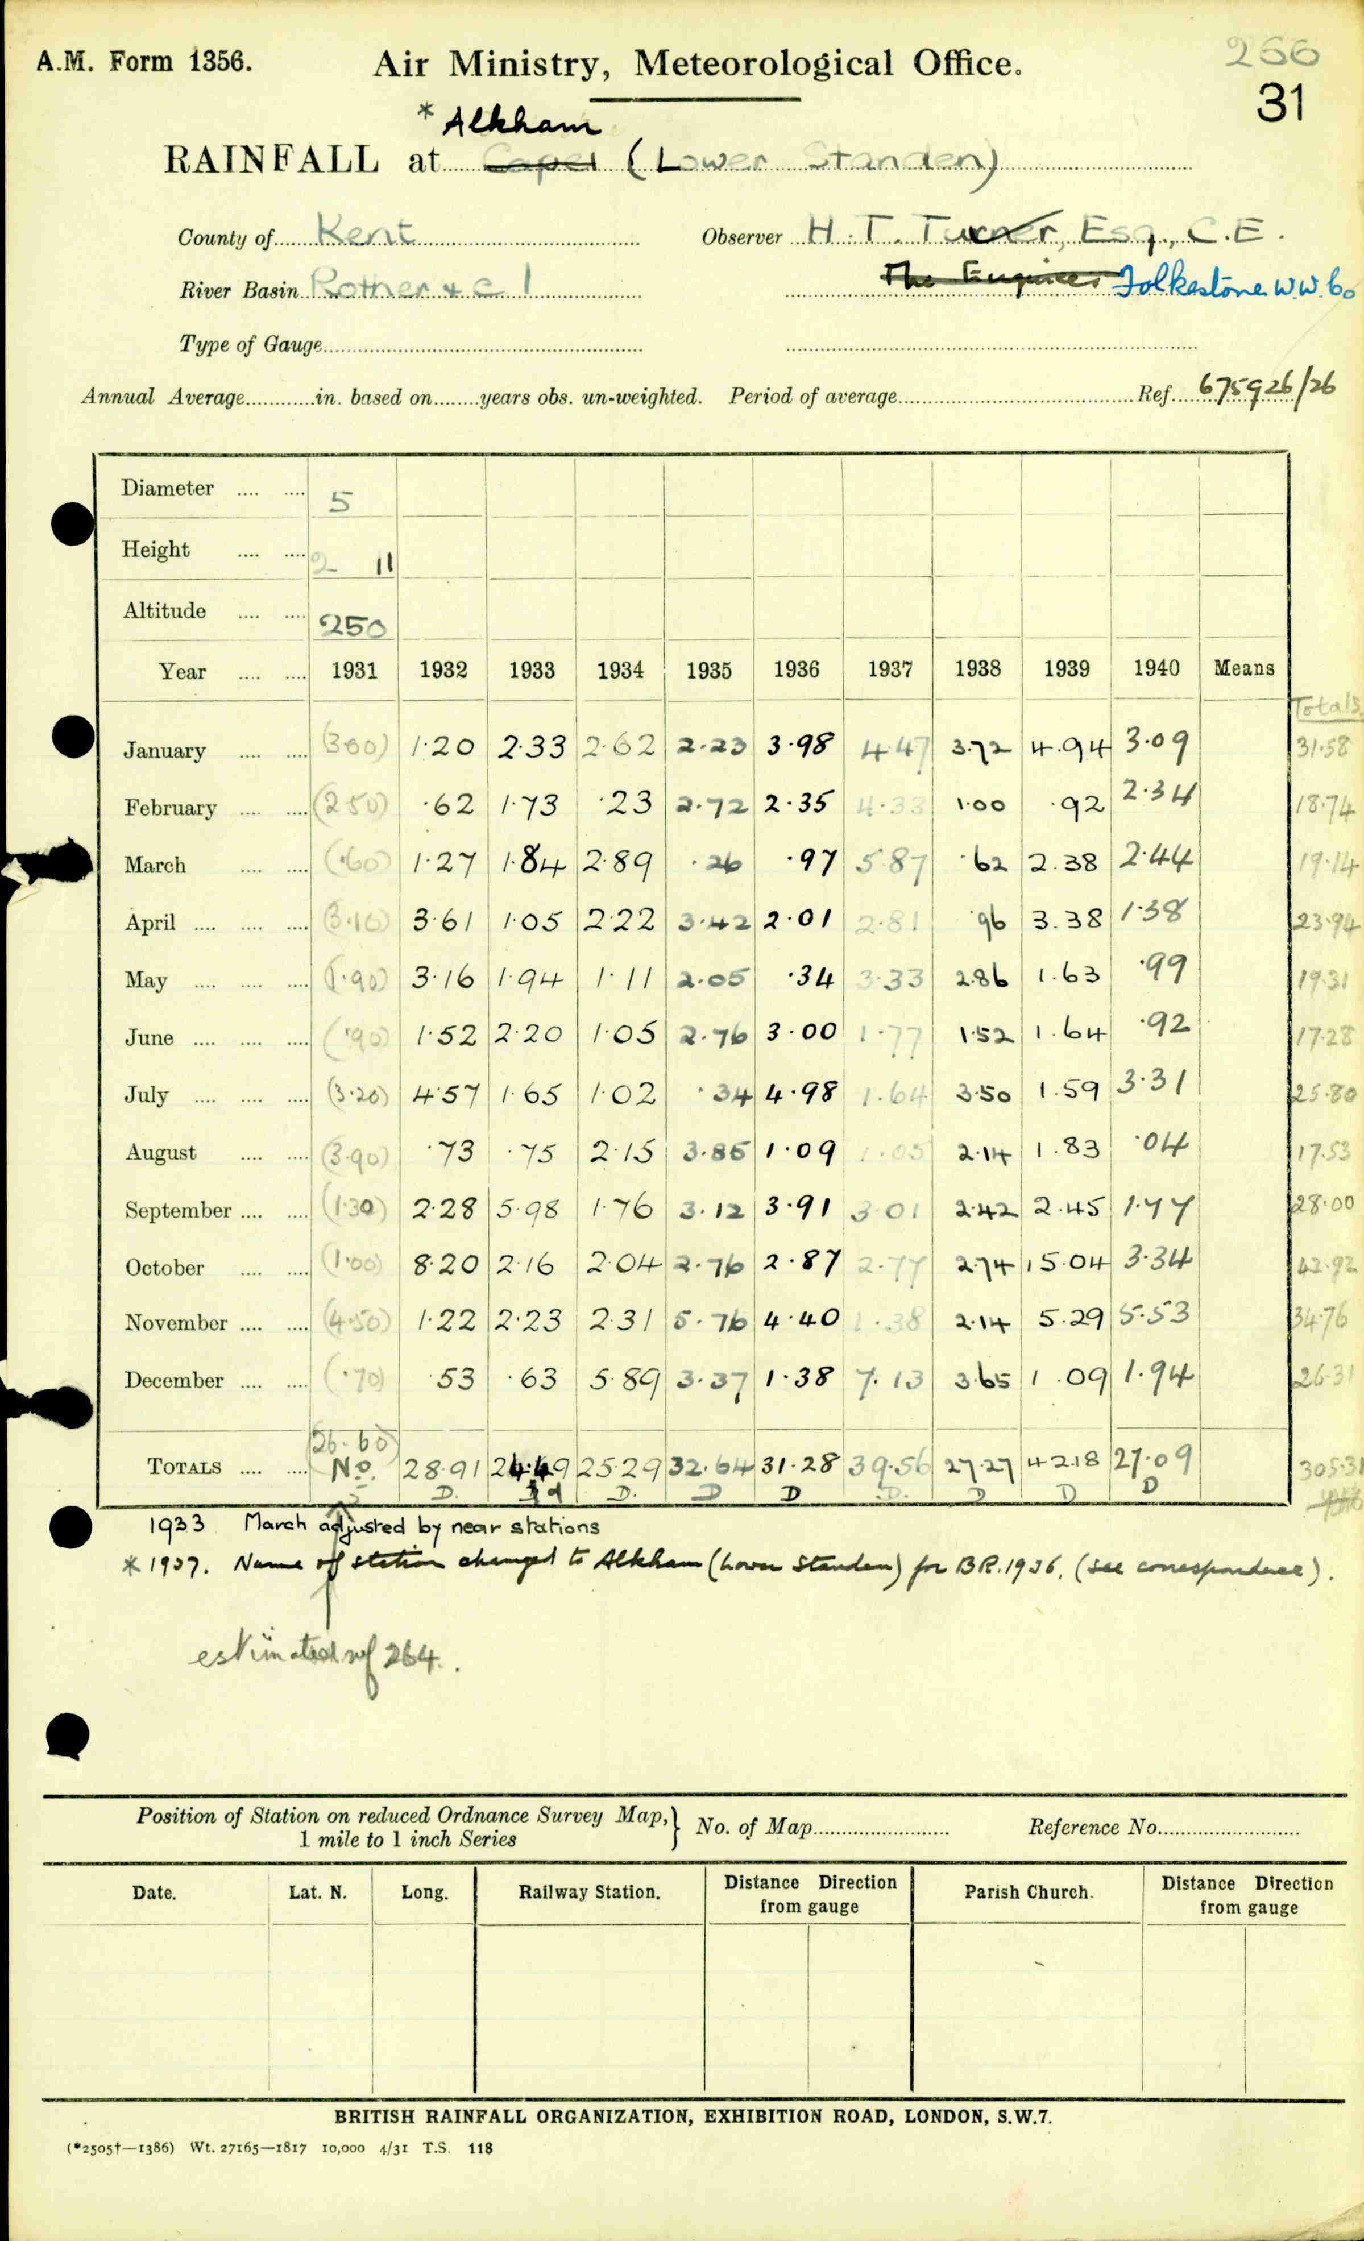 266
A.M. Form 1356. Air Ministry, Meteorological Office.
31
* Alkham
RAINFALL at Capel (Lower Standen)
County of Kent Observer H. T. Turner, Esq., C.E.
River Basin Rother & c 1 The Engineer Folkestone W.W. Co
Type of Gauge
Annual Average in. based on years obs. un-weighted. Period of average Ref. 675926/26
Diameter 5
Height 2 11
Altitude 250
Year 1931 1932 1933 1934 1935 1936 1937 1938 1939 1940 Means
Totals
January (3.00) 1.20 2.33 2.62 2.23 3.98 4.47 3.72 4.94 3.09 31.58
February (2.50) .62 1.73 .23 2.72 2.35 4.33 1.00 .92 2.34 18.74
March (.60) 1.27 1.84 2.89 .26 .97 5.87 .62 2.38 2.44 19.14
April (3.10) 3.61 1.05 2.22 3.42 2.01 2.81 .96 3.38 1.38 23.94
May (1.90) 3.16 1.94 1.11 2.05 .34 3.33 2.86 1.63 .99 19.31
June (.90) 1.52 2.20 1.05 2.76 3.00 1.77 1.52 1.64 .92 17.28
July (3.20) 4.57 1.65 1.02 .34 4.98 1.64 3.50 1.59 3.31 25.80
August (3.90) .73 .75 2.15 3.85 1.09 1.05 2.14 1.83 .04 17.53
September (1.30) 2.28 5.98 1.76 3.12 3.91 3.01 2.42 2.45 1.77 28.00
October (1.00) 8.20 2.16 2.04 2.76 2.87 2.77 2.74 15.04 3.34 42.92
November (4.50) 1.22 2.23 2.31 5.76 4.40 1.38 2.14 5.29 5.53 34.76
December (.70) .53 .63 5.89 3.37 1.38 7.13 3.65 1.09 1.94 26.31
(26.60)
TOTALS No. 28.91 24.49 25.29 32.64 31.28 39.56 27.27 42.18 27.09 305.31
D. D. D D D. D D D
1933 March adjusted by near stations
* 1937. Name of station changed to Alkham (Lower Standen) for B.R. 1936. (see correspondence).
estimated ref 264.
Position of Station on reduced Ordnance Survey Map, 1 mile to 1 inch Series } No. of Map Reference No.
Date. Lat. N. Long. Railway Station. Distance Direction from gauge Parish Church. Distance Direction from gauge
BRITISH RAINFALL ORGANIZATION, EXHIBITION ROAD, LONDON, S.W.7.
(*2505†—1386) Wt. 27165—1817 10,000 4/31 T.S. 118